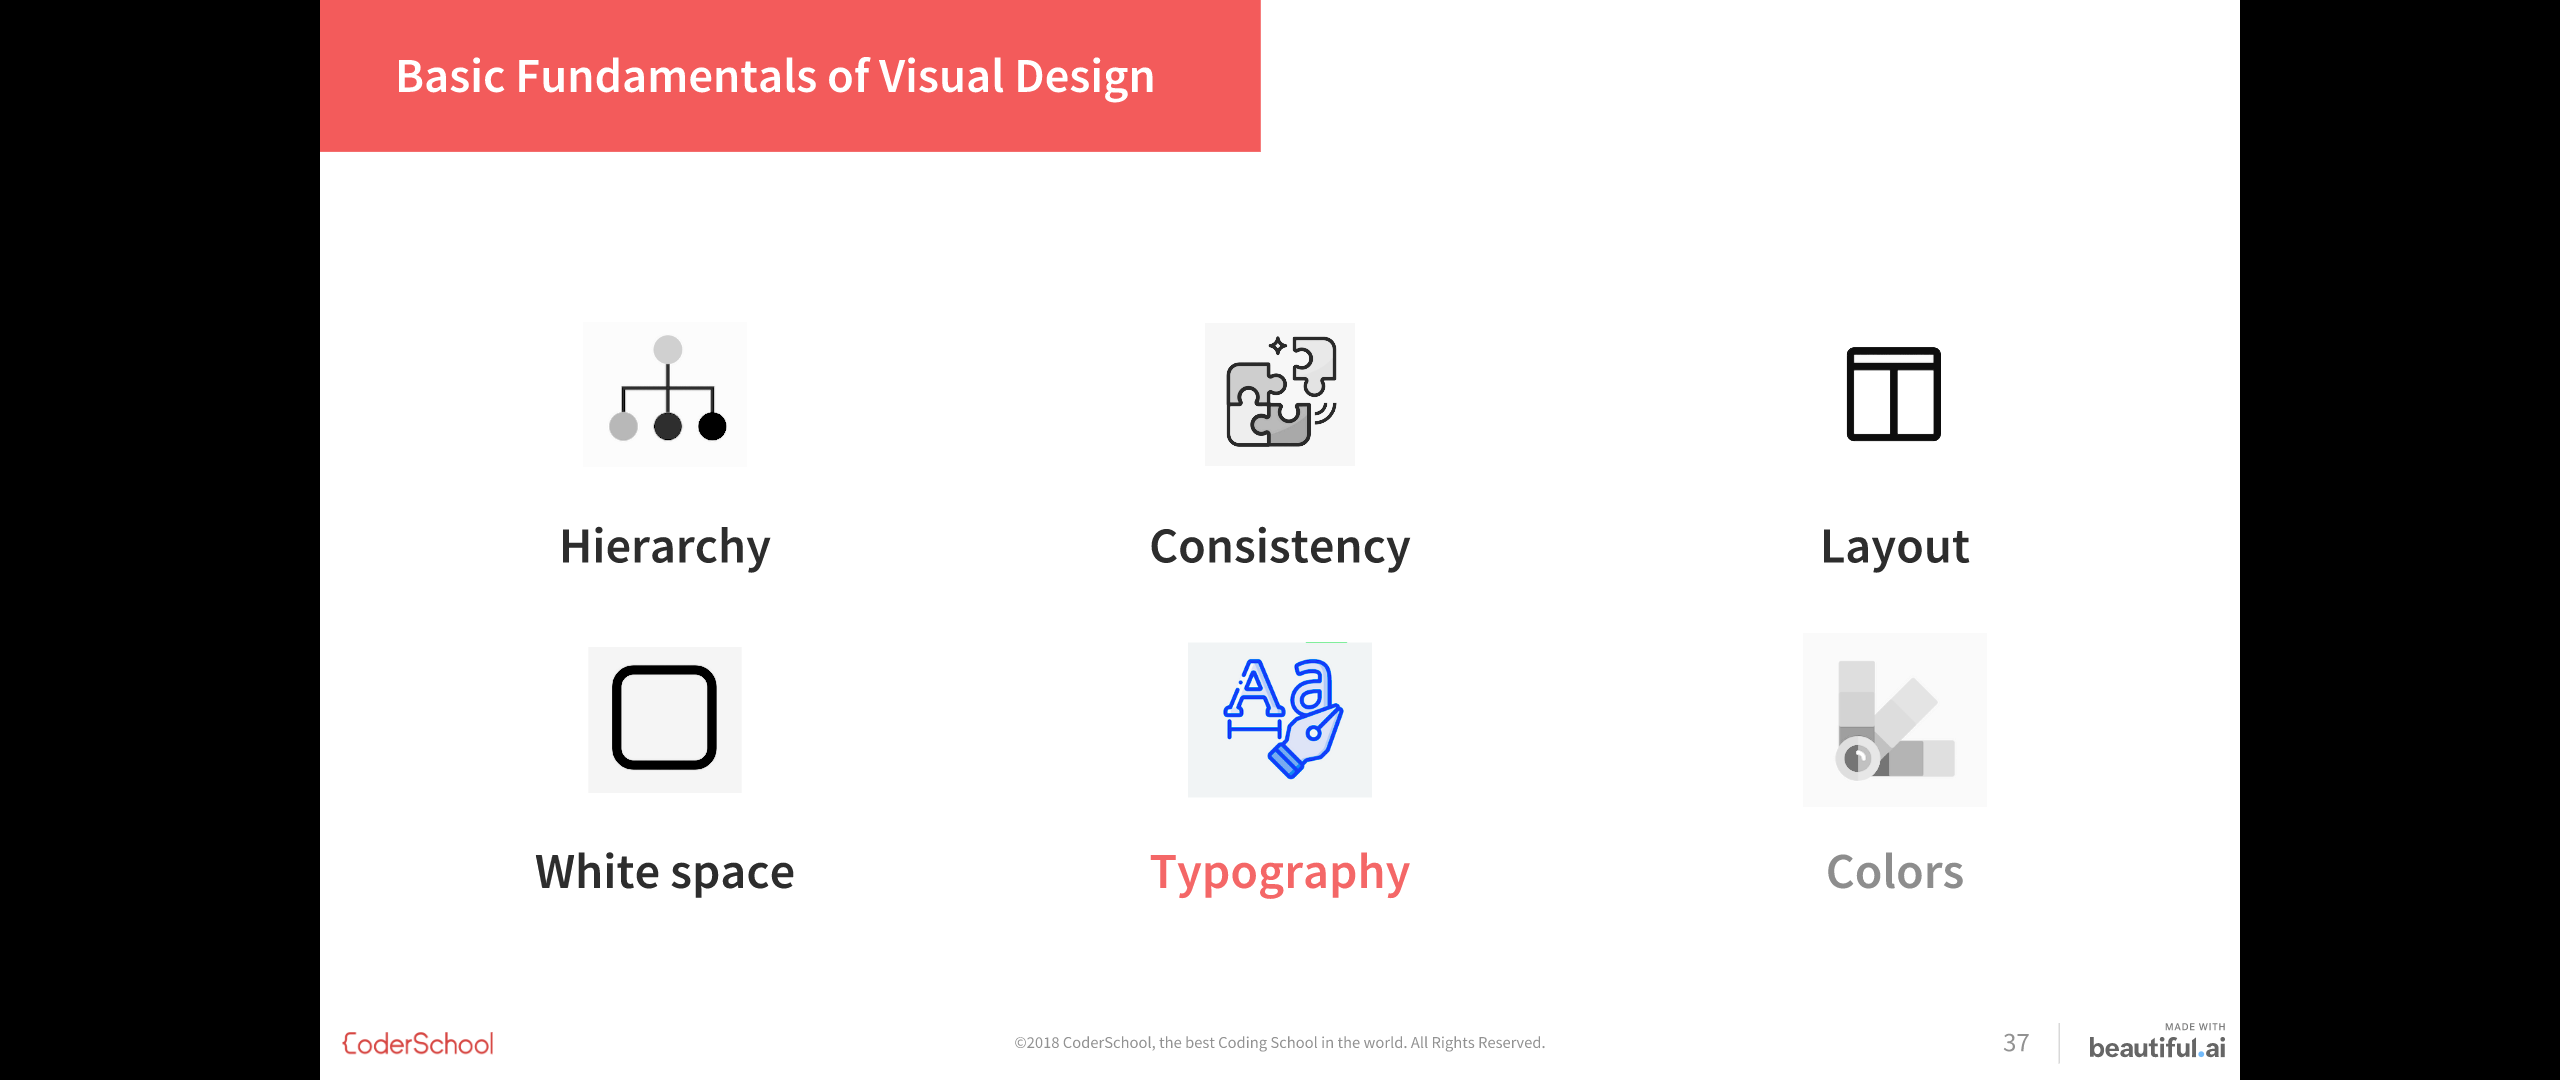 Basic Fundamentals of Visual Design
Hierarchy
Consistency
Layout
Aa
White space
Typography
Colors
{CoderSchool
©2018 CoderSchool, the best Coding School in the world. All Rights Reserved.
37
MADE WITH
beautiful.ai